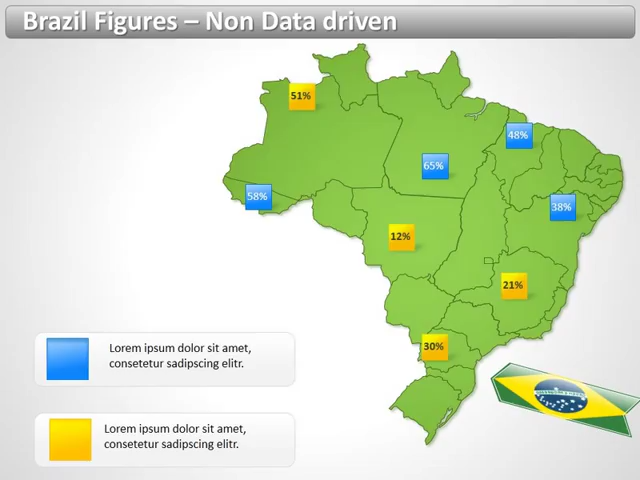 Brazil Figures – Non Data driven
51%
48%
65%
58%
38%
12%
21%
30%
Lorem ipsum dolor sit amet,
consetetur sadipscing elitr.
Lorem ipsum dolor sit amet,
consetetur sadipscing elitr.